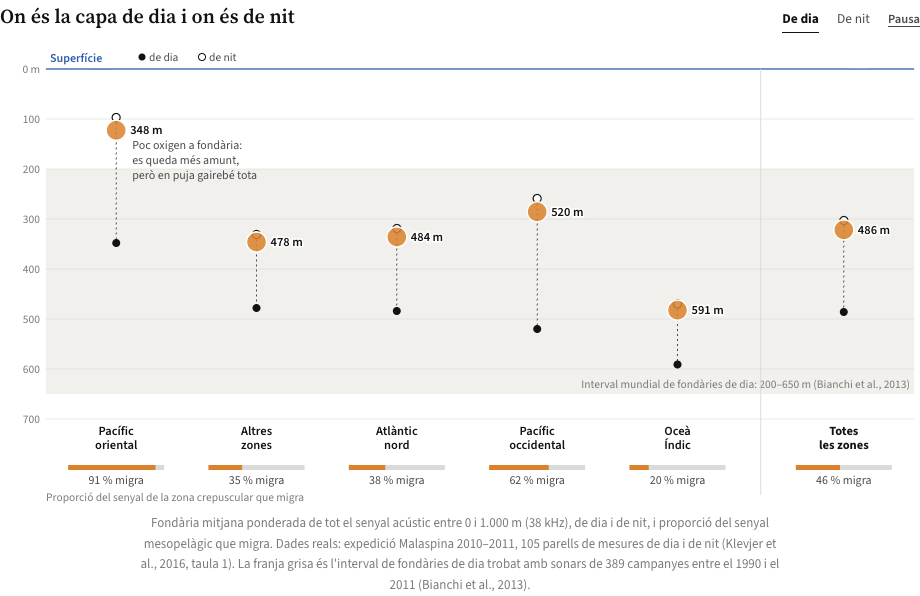 On és la capa de dia i on és de nit
De dia
De nit
Pausa
Superfície
de dia
de nit
0 m
100
200
300
400
500
600
700
348 m
Poc oxigen a fondària:
es queda més amunt,
però en puja gairebé tota
478 m
484 m
520 m
591 m
486 m
Interval mundial de fondàries de dia: 200–650 m (Bianchi et al., 2013)
Pacífic
oriental
Altres
zones
Atlàntic
nord
Pacífic
occidental
Oceà
Índic
Totes
les zones
91 % migra
35 % migra
38 % migra
62 % migra
20 % migra
46 % migra
Proporció del senyal de la zona crepuscular que migra
Fondària mitjana ponderada de tot el senyal acústic entre 0 i 1.000 m (38 kHz), de dia i de nit, i proporció del senyal
mesopelàgic que migra. Dades reals: expedició Malaspina 2010–2011, 105 parells de mesures de dia i de nit (Klevjer et
al., 2016, taula 1). La franja grisa és l'interval de fondàries de dia trobat amb sonars de 389 campanyes entre el 1990 i el
2011 (Bianchi et al., 2013).